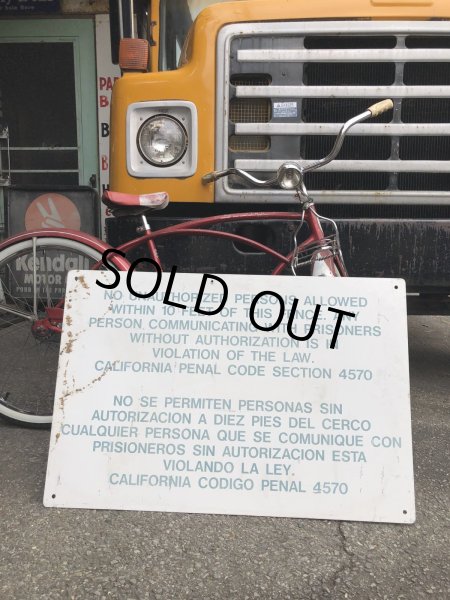 Kendall
MOTOR
SOLD OUT
NO UNAUTHORIZED PERSONS ALLOWED
WITHIN 10 FEET OF THIS FENCE.
PERSON COMMUNICATING WITH PRISONERS
WITHOUT AUTHORIZATION IS IN
VIOLATION OF THE LAW.
CALIFORNIA PENAL CODE SECTION 4570
NO SE PERMITEN PERSONAS SIN
AUTORIZACION A DIEZ PIES DEL CERCO
CUALQUIER PERSONA QUE SE COMUNIQUE CON
PRISIONEROS SIN AUTORIZACION ESTA
VIOLANDO LA LEY.
CALIFORNIA CODIGO PENAL 4570